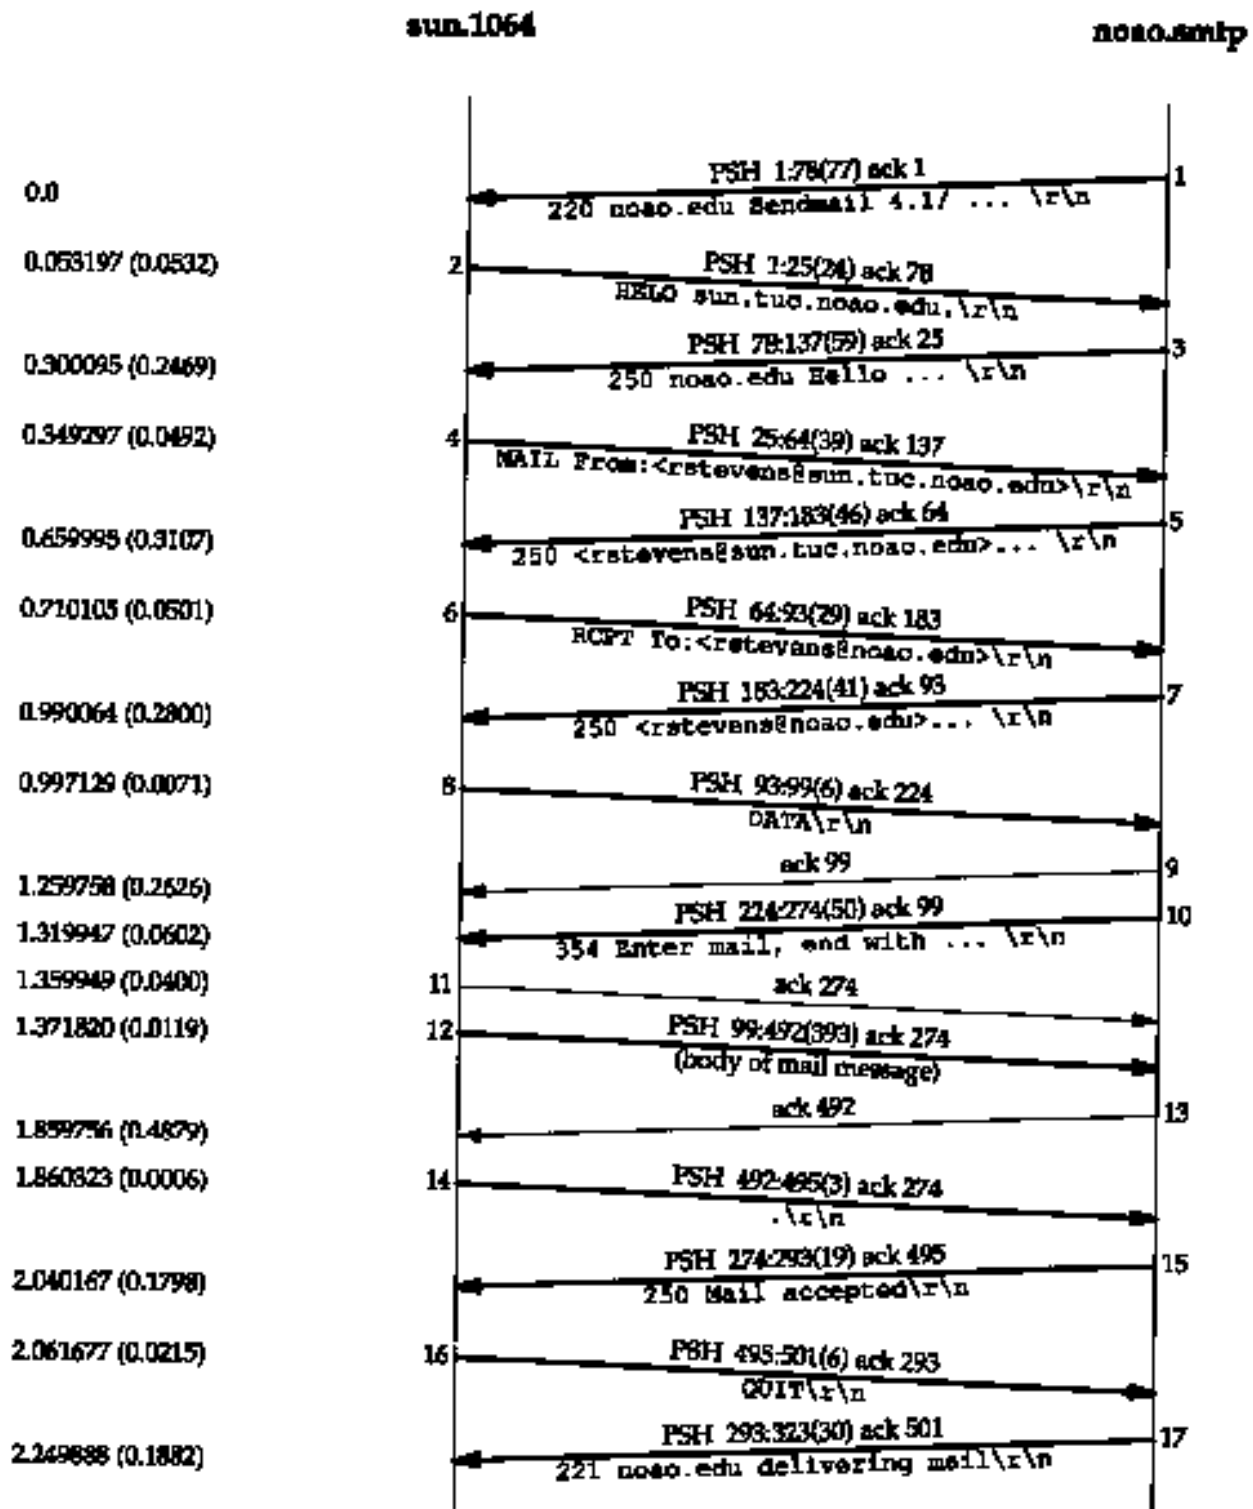 sun.1064 noao.smtp
0.0 PSH 1:78(77) ack 1 1
220 noao.edu Sendmail 4.1/ ... \r\n
0.053197 (0.0532) 2 PSH 1:25(24) ack 78
HELO sun.tuc.noao.edu.\r\n
PSH 78:137(59) ack 25 3
0.300095 (0.2469) 250 noao.edu Hello ... \r\n
0.349297 (0.0492) 4 PSH 25:64(39) ack 137
MAIL From:<rstevens@sun.tuc.noao.edu>\r\n
PSH 137:183(46) ack 64 5
0.659998 (0.3107) 250 <rstevens@sun.tuc.noao.edu>... \r\n
0.710105 (0.0501) 6 PSH 64:93(29) ack 183
RCPT To:<rstevens@noao.edu>\r\n
PSH 183:224(41) ack 93 7
0.990064 (0.2800) 250 <rstevens@noao.edu>... \r\n
0.997129 (0.0071) 8 PSH 93:99(6) ack 224
DATA\r\n
ack 99 9
1.259758 (0.2626)
PSH 224:274(50) ack 99 10
1.319947 (0.0602) 354 Enter mail, end with ... \r\n
1.359949 (0.0400) 11 ack 274
1.371820 (0.0119) 12 PSH 99:492(393) ack 274
(body of mail message)
ack 492 13
1.859756 (0.4879)
1.860323 (0.0006) 14 PSH 492:495(3) ack 274
.\r\n
PSH 274:293(19) ack 495 15
2.040167 (0.1798) 250 Mail accepted\r\n
2.061677 (0.0215) 16 PSH 495:501(6) ack 293
QUIT\r\n
PSH 293:323(30) ack 501 17
2.249888 (0.1882) 221 noao.edu delivering mail\r\n